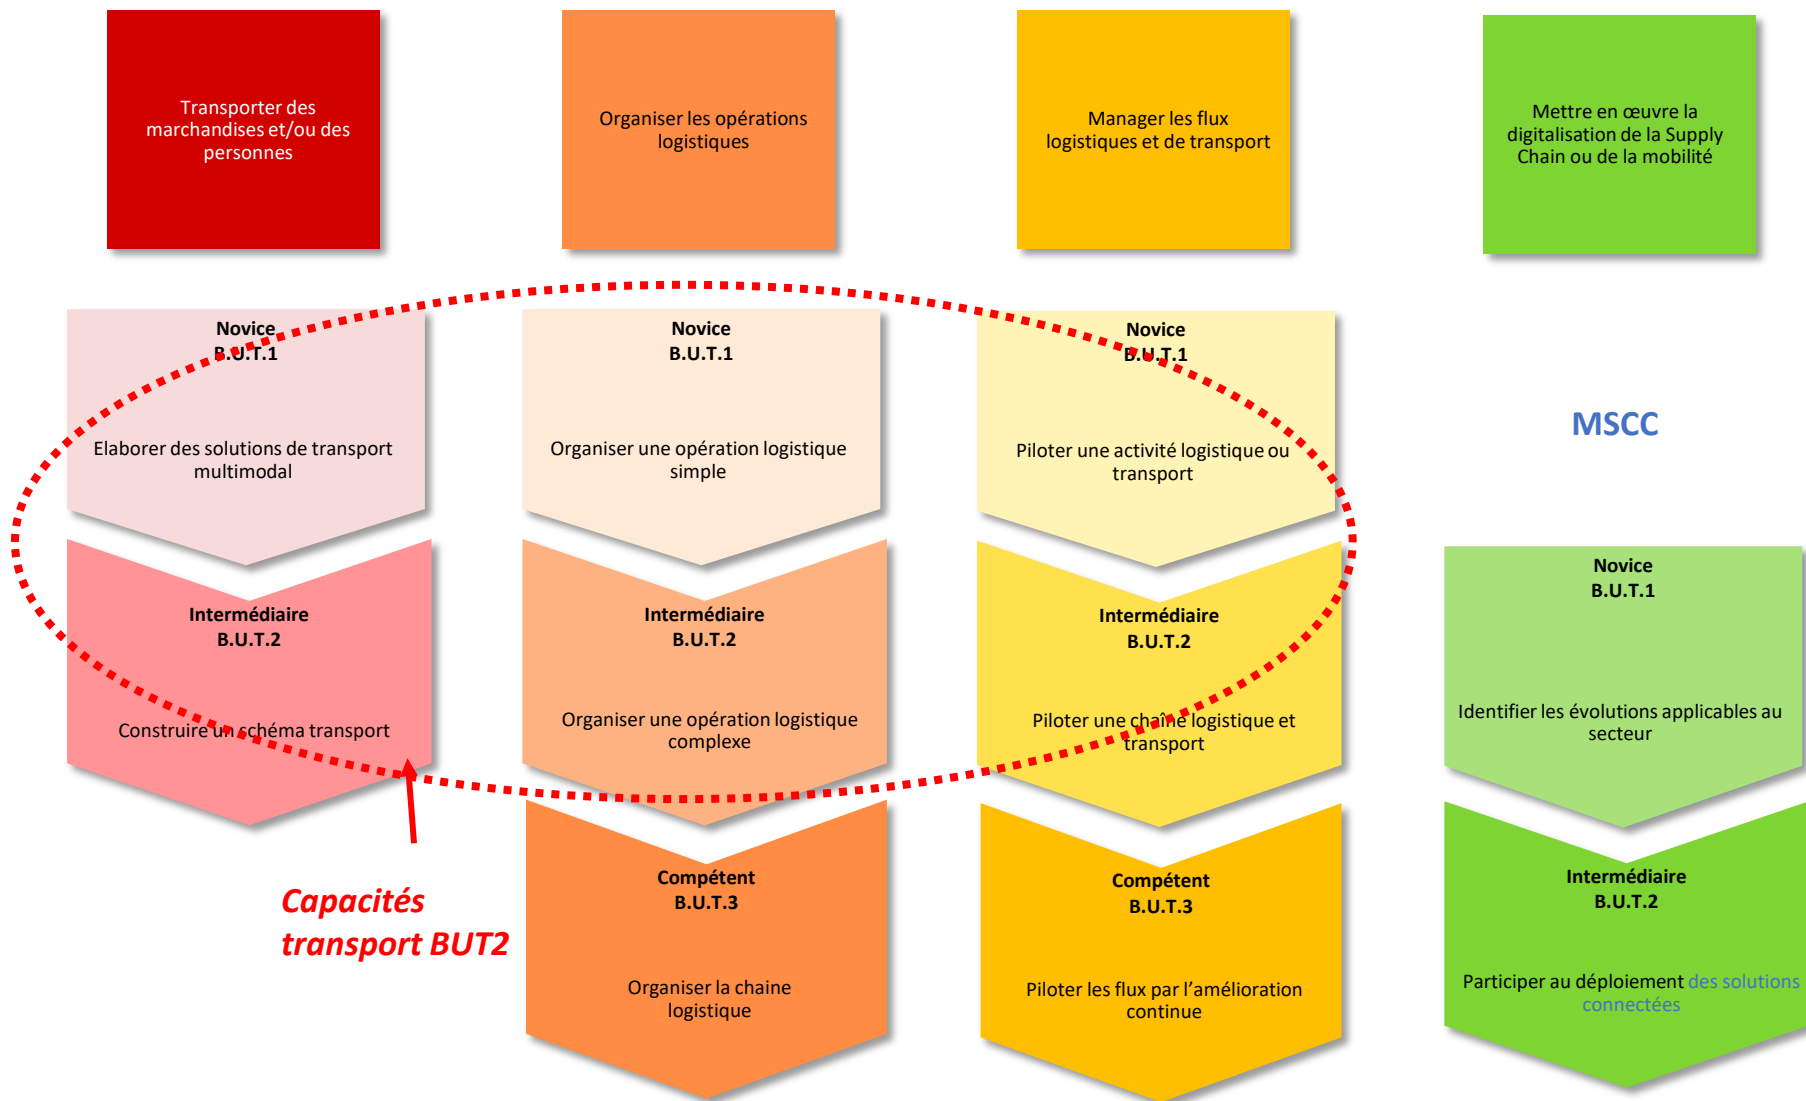 Transporter des
marchandises et/ou des
personnes
Organiser les opérations
logistiques
Manager les flux
logistiques et de transport
Mettre en œuvre la
digitalisation de la Supply
Chain ou de la mobilité
Novice
B.U.T.1
Elaborer des solutions de transport
multimodal
Novice
B.U.T.1
Organiser une opération logistique
simple
Novice
B.U.T.1
Piloter une activité logistique ou
transport
MSCC
Intermédiaire
B.U.T.2
Construire un schéma transport
Intermédiaire
B.U.T.2
Organiser une opération logistique
complexe
Intermédiaire
B.U.T.2
Piloter une chaîne logistique et
transport
Novice
B.U.T.1
Identifier les évolutions applicables au
secteur
Capacités
transport BUT2
Compétent
B.U.T.3
Organiser la chaine
logistique
Compétent
B.U.T.3
Piloter les flux par l’amélioration
continue
Intermédiaire
B.U.T.2
Participer au déploiement des solutions
connectées